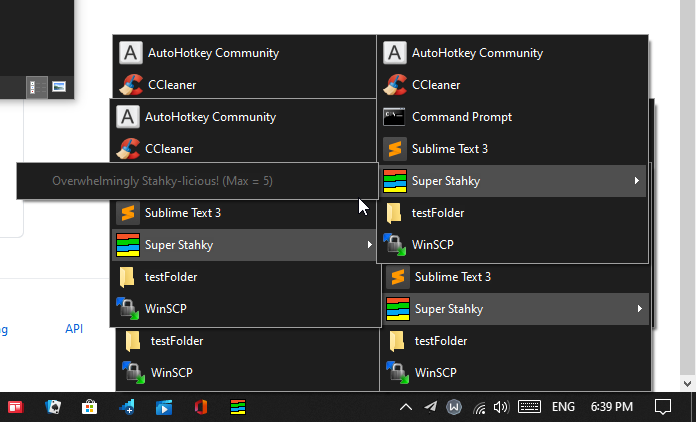 AutoHotkey Community
CCleaner
AutoHotkey Community
CCleaner
Overwhelmingly Stahky-licious! (Max = 5)
Sublime Text 3
Super Stahky
testFolder
WinSCP
testFolder
WinSCP
AutoHotkey Community
CCleaner
Command Prompt
Sublime Text 3
Super Stahky
testFolder
WinSCP
Sublime Text 3
Super Stahky
testFolder
WinSCP
API
ENG
6:39 PM